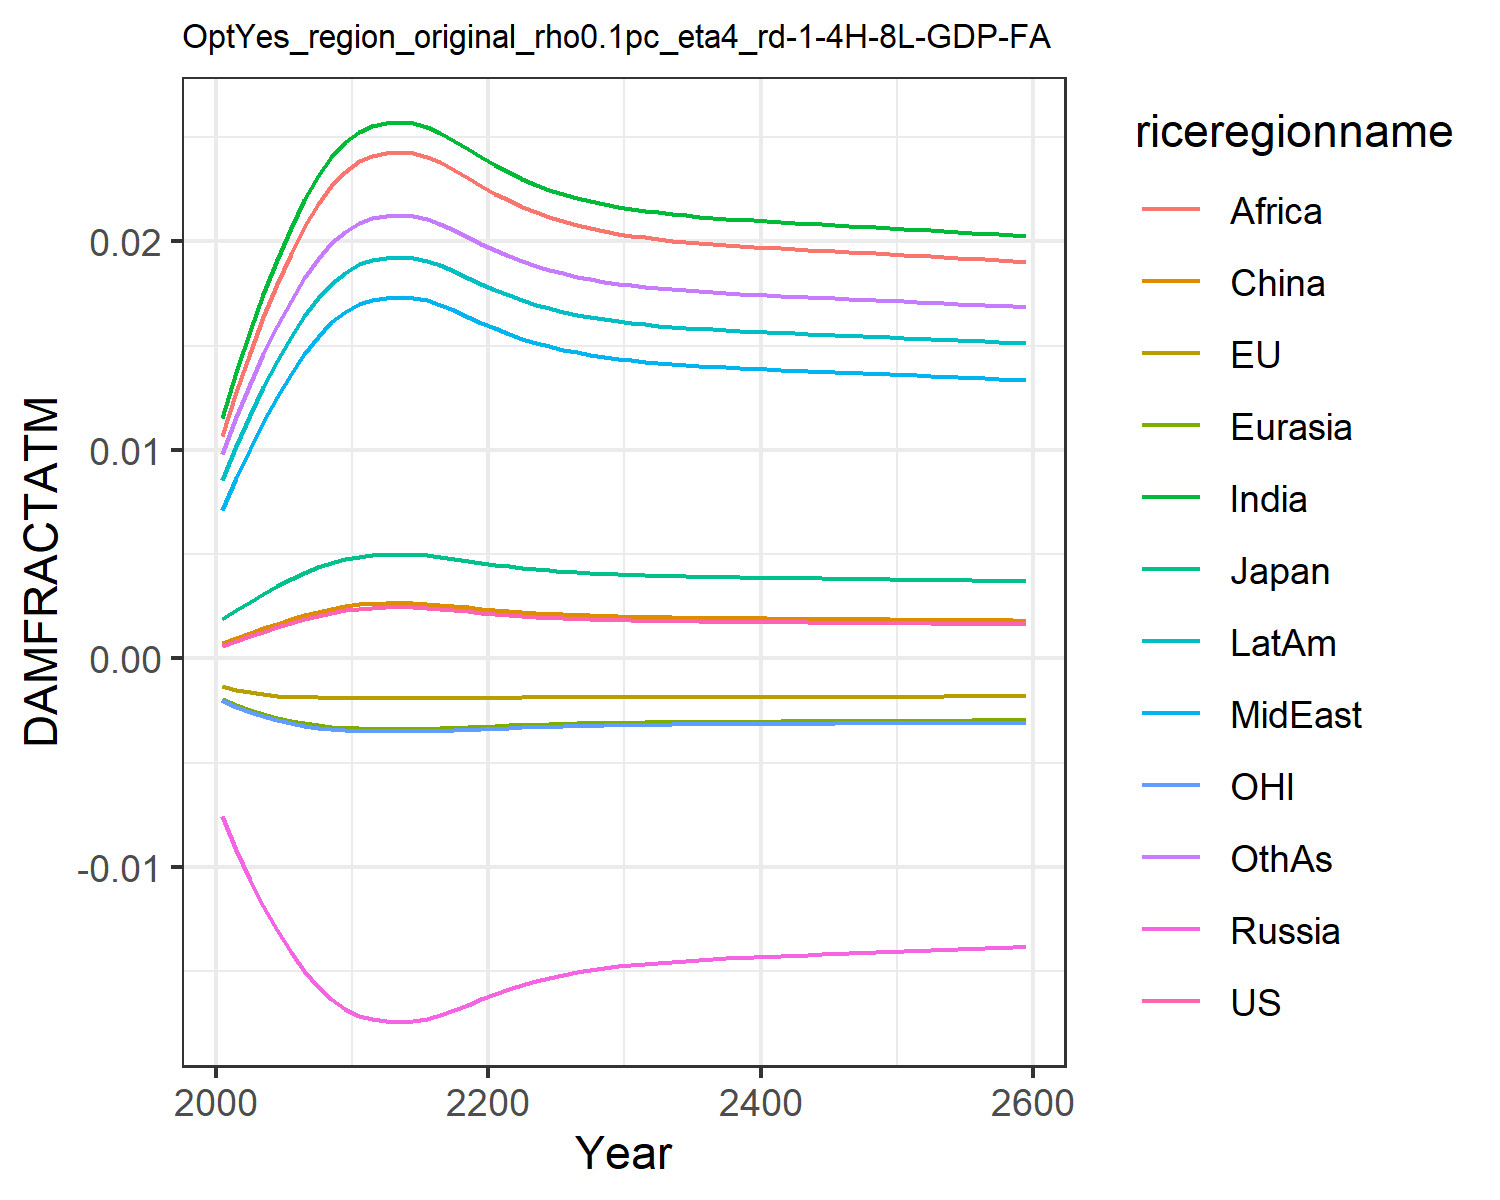 OptYes_region_original_rho0.1pc_eta4_rd-1-4H-8L-GDP-FA
DAMFRACTATM
0.02
0.01
0.00
-0.01
2000 2200 2400 2600
Year
riceregionname
Africa
China
EU
Eurasia
India
Japan
LatAm
MidEast
OHI
OthAs
Russia
US